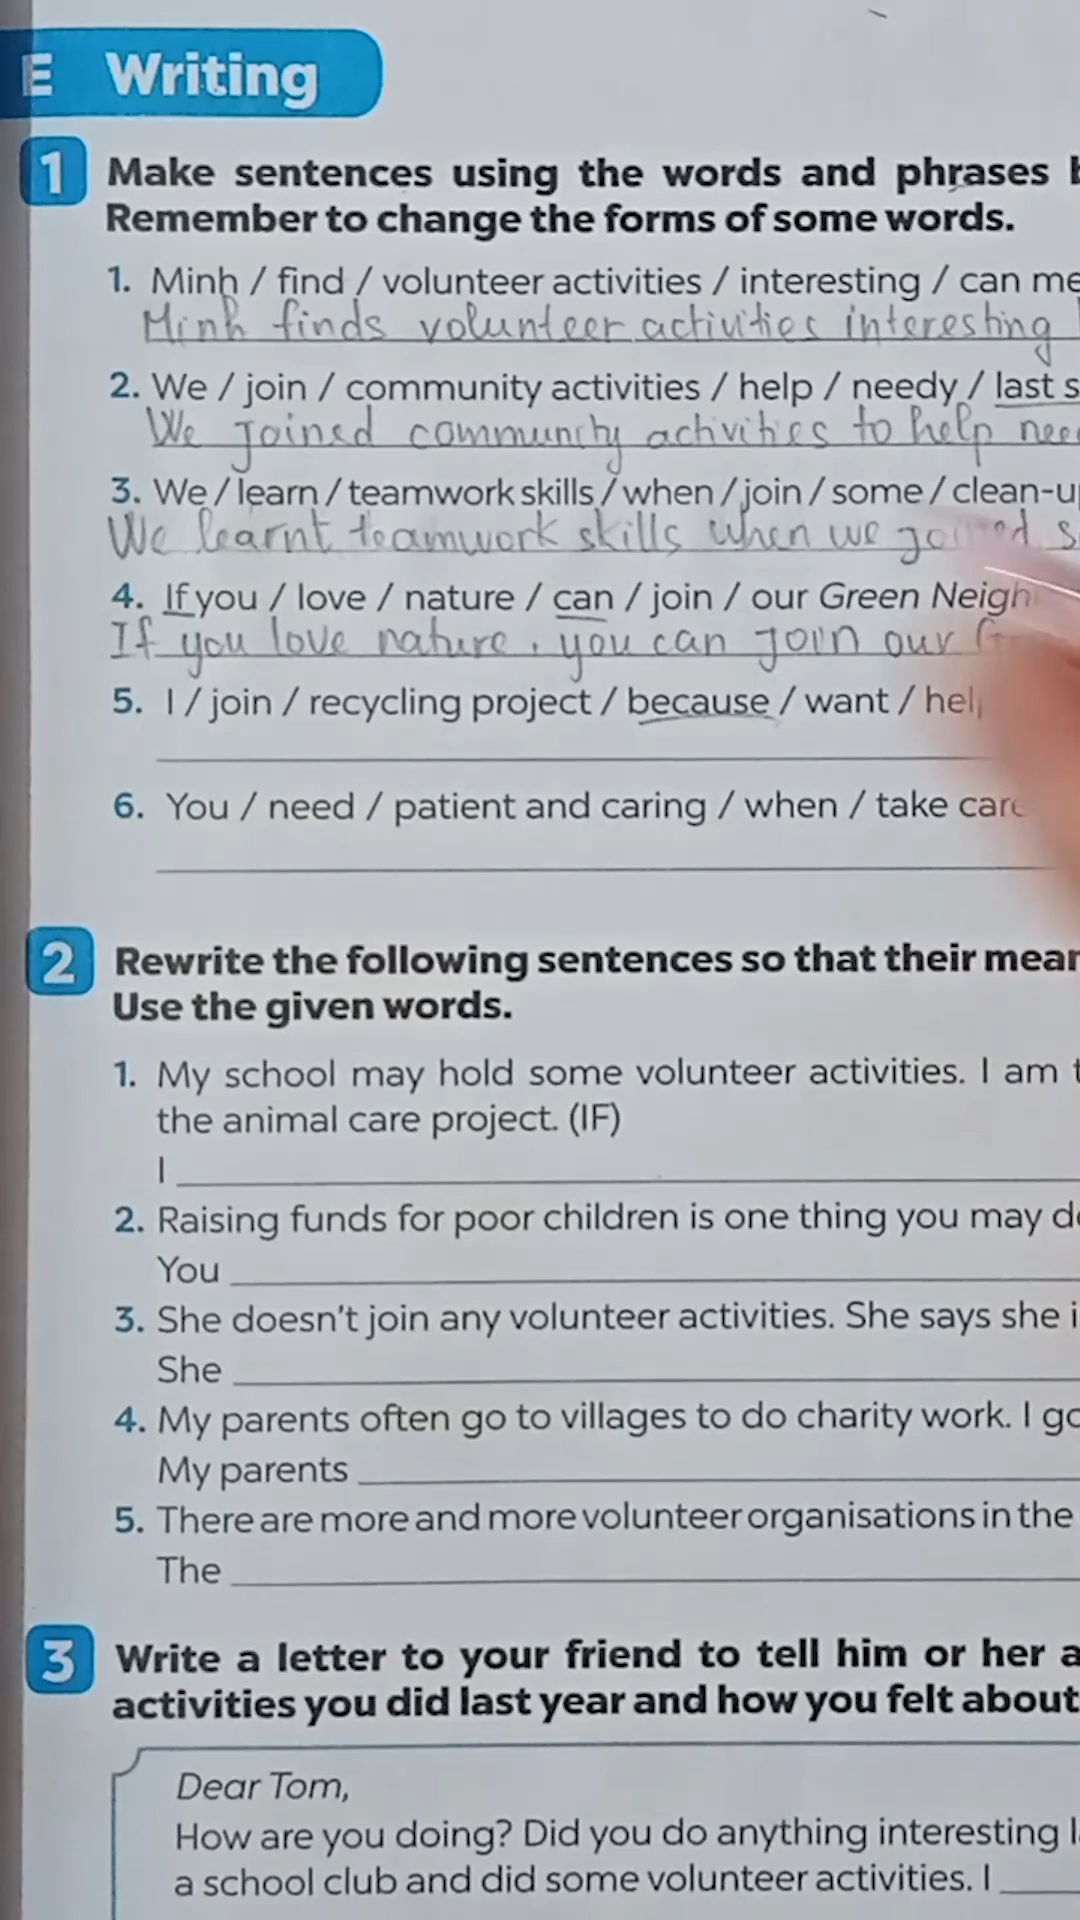 E Writing
1 Make sentences using the words and phrases
Remember to change the forms of some words.
1. Minh / find / volunteer activities / interesting / can me
Minh finds volunteer activities interesting
2. We / join / community activities / help / needy / last s
We joined community activities to help nee
3. We / learn / teamwork skills / when / join / some / clean-u
We learnt teamwork skills when we joined s
4. If you / love / nature / can / join / our Green Neigh
If you love nature, you can join our G
5. I / join / recycling project / because / want / hel
6. You / need / patient and caring / when / take care
2 Rewrite the following sentences so that their mean
Use the given words.
1. My school may hold some volunteer activities. I am t
the animal care project. (IF)
I
2. Raising funds for poor children is one thing you may do
You
3. She doesn't join any volunteer activities. She says she i
She
4. My parents often go to villages to do charity work. I go
My parents
5. There are more and more volunteer organisations in the
The
3 Write a letter to your friend to tell him or her a
activities you did last year and how you felt about
Dear Tom,
How are you doing? Did you do anything interesting l
a school club and did some volunteer activities. I